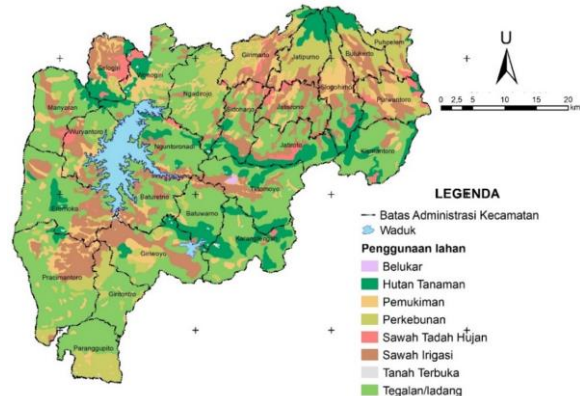 Puhpelem
Girimarto
Jatipurno
Bulukerto
Selogiri
Wonogiri
Slogohimo
Ngadirojo
Purwantoro
Manyaran
Sidoharjo
Jatisrono
Wuryantoro
Jatiroto
Kismantoro
Nguntoronadi
Tirtomoyo
Eromoko
Baturetno
Batuwarno
Karangtengah
Giriwoyo
Pracimantoro
Giritontro
Paranggupito
U
0 2,5 5 10 15 20
km
LEGENDA
Batas Administrasi Kecamatan
Waduk
Penggunaan lahan
Belukar
Hutan Tanaman
Pemukiman
Perkebunan
Sawah Tadah Hujan
Sawah Irigasi
Tanah Terbuka
Tegalan/ladang